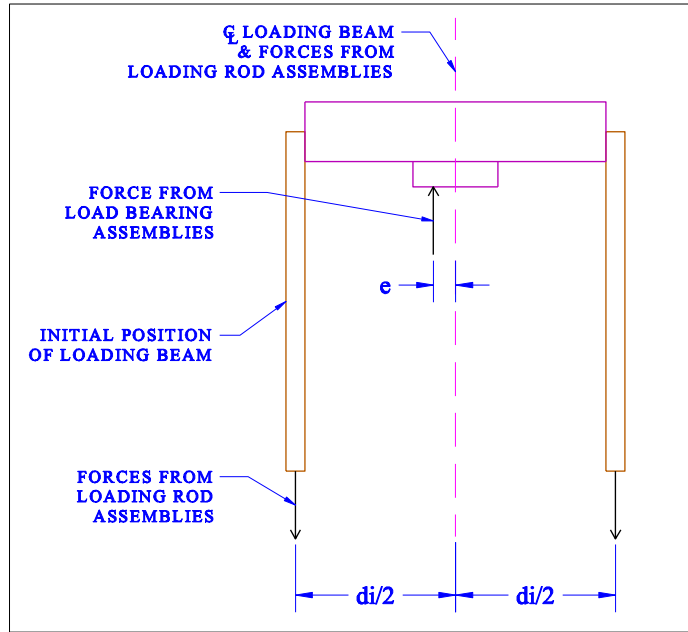 ℄ LOADING BEAM
& FORCES FROM
LOADING ROD ASSEMBLIES
FORCE FROM
LOAD BEARING
ASSEMBLIES
e
INITIAL POSITION
OF LOADING BEAM
FORCES FROM
LOADING ROD
ASSEMBLIES
di/2 di/2